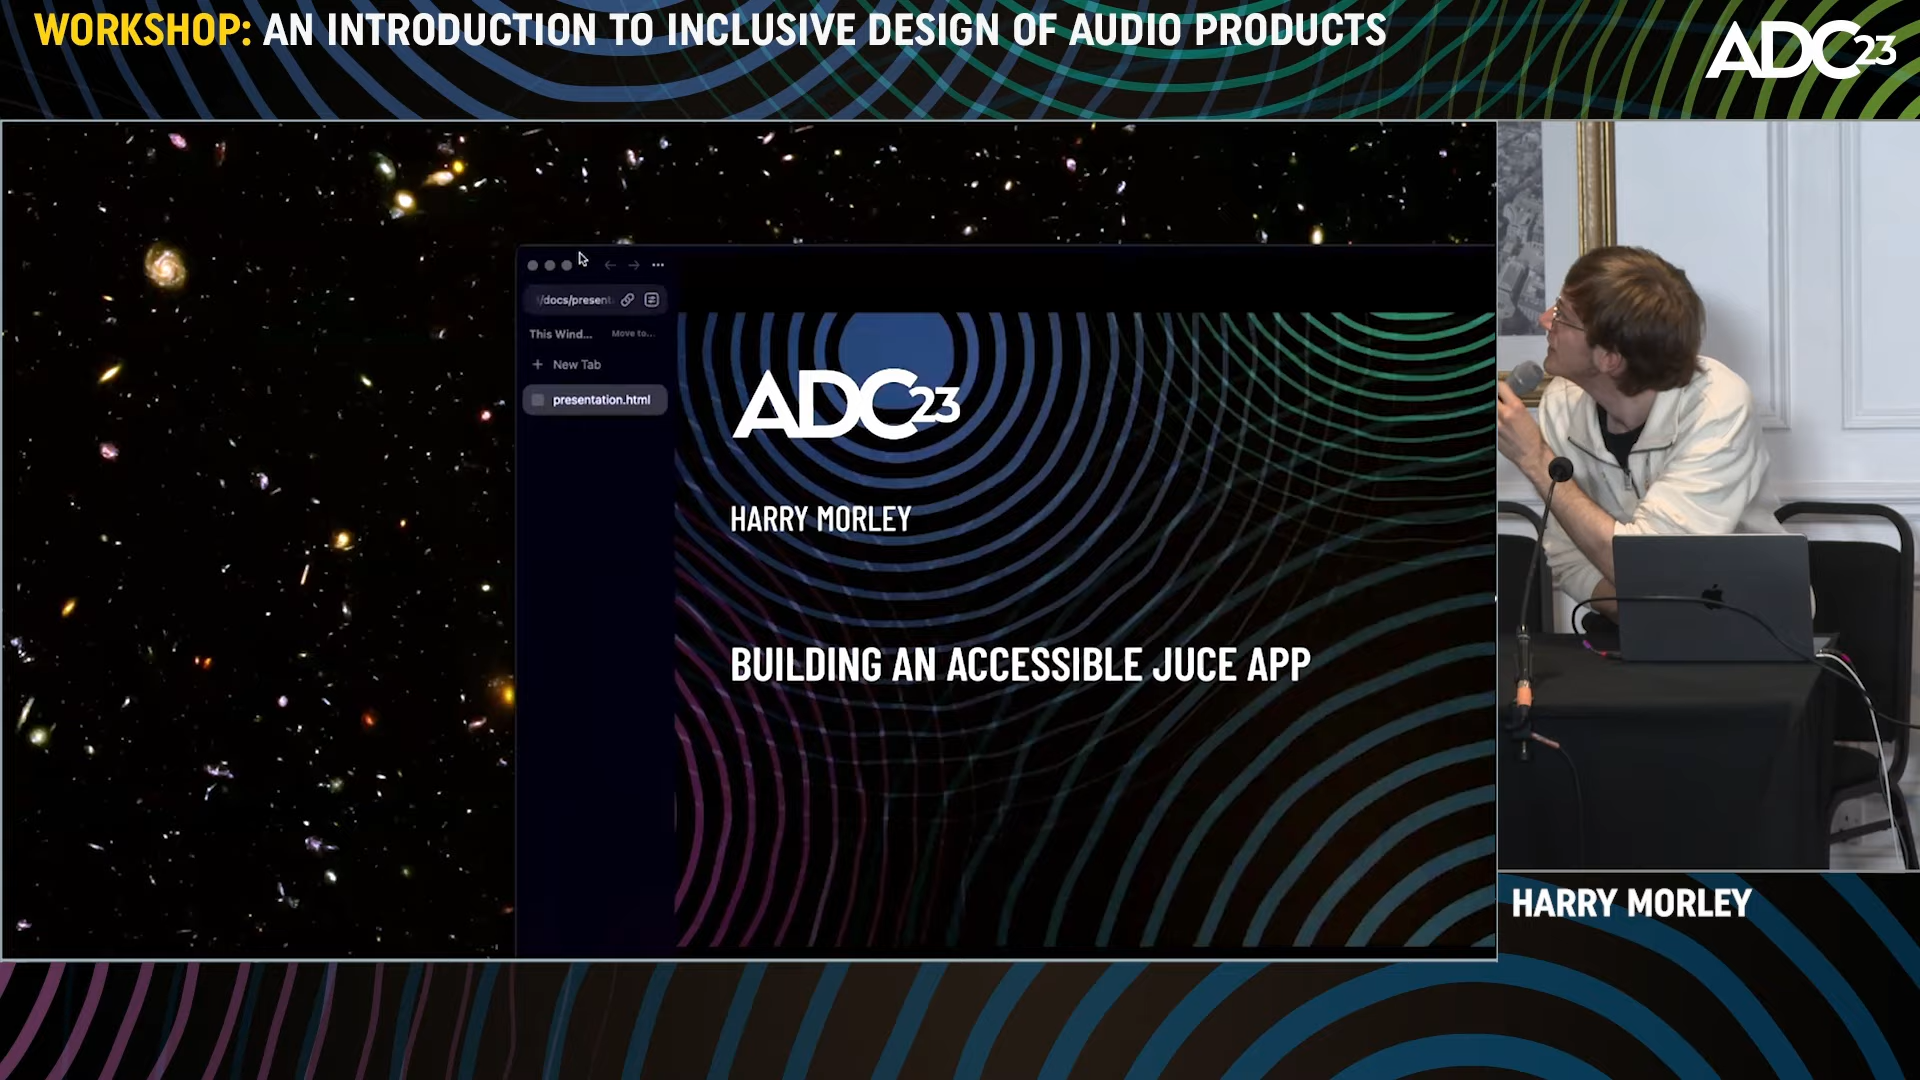 WORKSHOP: AN INTRODUCTION TO INCLUSIVE DESIGN OF AUDIO PRODUCTS
ADC23
/docs/present
This Wind...
Move to...
+ New Tab
presentation.html
ADC23
HARRY MORLEY
BUILDING AN ACCESSIBLE JUCE APP
HARRY MORLEY